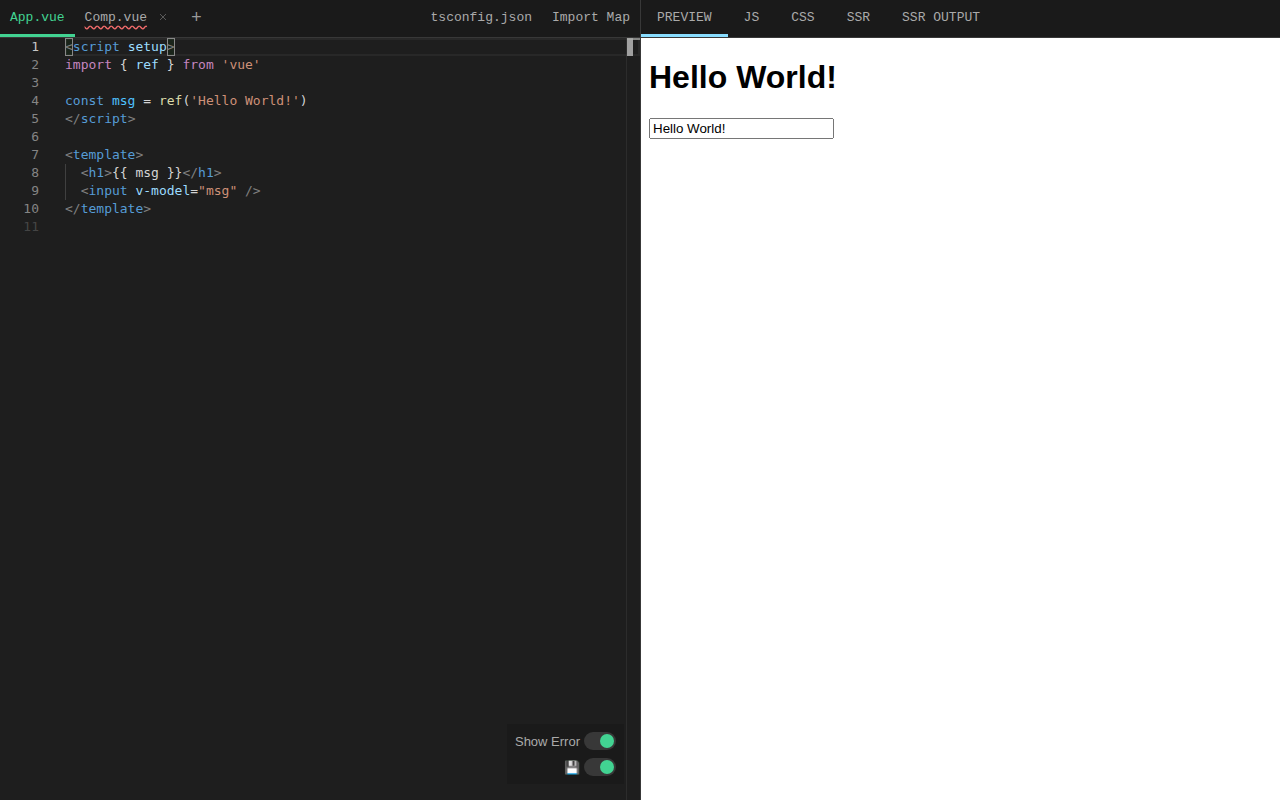 App.vue Comp.vue × + tsconfig.json Import Map PREVIEW JS CSS SSR SSR OUTPUT
1 <script setup>
2 import { ref } from 'vue'
3
4 const msg = ref('Hello World!')
5 </script>
6
7 <template>
8 <h1>{{ msg }}</h1>
9 <input v-model="msg" />
10 </template>
11
Show Error
Hello World!
Hello World!